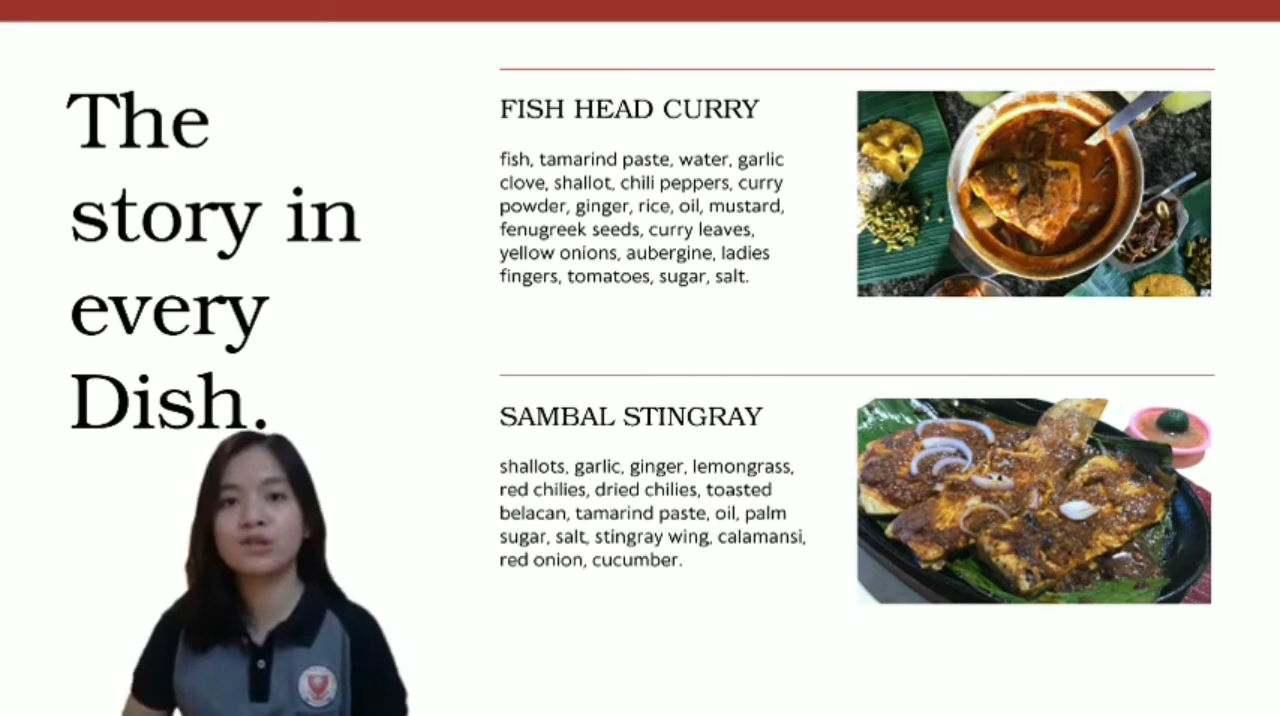 The
story in
every
Dish.
FISH HEAD CURRY
fish, tamarind paste, water, garlic
clove, shallot, chili peppers, curry
powder, ginger, rice, oil, mustard,
fenugreek seeds, curry leaves,
yellow onions, aubergine, ladies
fingers, tomatoes, sugar, salt.
SAMBAL STINGRAY
shallots, garlic, ginger, lemongrass,
red chilies, dried chilies, toasted
belacan, tamarind paste, oil, palm
sugar, salt, stingray wing, calamansi,
red onion, cucumber.